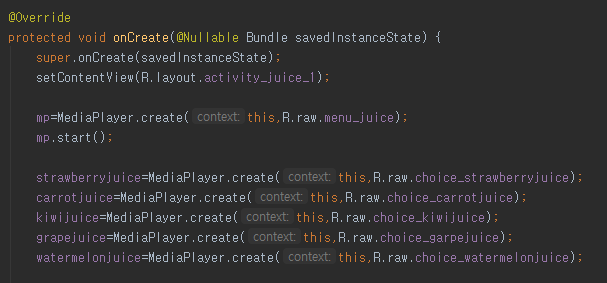 @Override
protected void onCreate(@Nullable Bundle savedInstanceState) {
super.onCreate(savedInstanceState);
setContentView(R.layout.activity_juice_1);
mp=MediaPlayer.create( context: this,R.raw.menu_juice);
mp.start();
strawberryjuice=MediaPlayer.create( context: this,R.raw.choice_strawberryjuice);
carrotjuice=MediaPlayer.create( context: this,R.raw.choice_carrotjuice);
kiwijuice=MediaPlayer.create( context: this,R.raw.choice_kiwijuice);
grapejuice=MediaPlayer.create( context: this,R.raw.choice_garpejuice);
watermelonjuice=MediaPlayer.create( context: this,R.raw.choice_watermelonjuice);